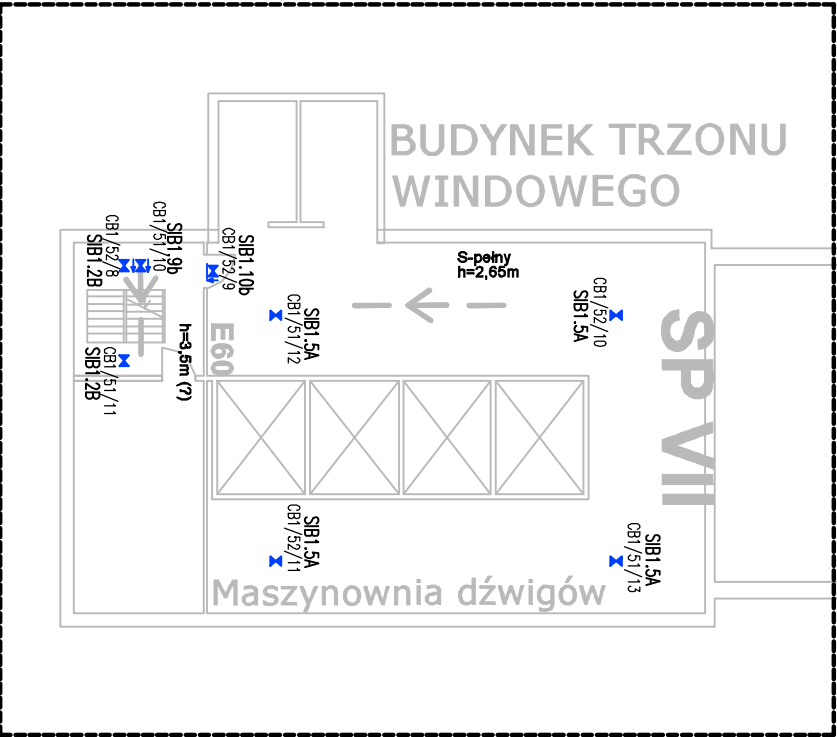 BUDYNEK TRZONU
WINDOWEGO
SIB1.9b
CB1/51/10
CB1/52/8
SIB1.2B
SIB1.10b
CB1/52/9
S-pełny
h=2,65m
SIB1.5A
CB1/51/12
CB1/52/10
SIB1.5A
E60
h=3,5m (?)
CB1/51/11
SIB1.2B
SP VII
SIB1.5A
CB1/52/11
SIB1.5A
CB1/51/13
Maszynownia dźwigów